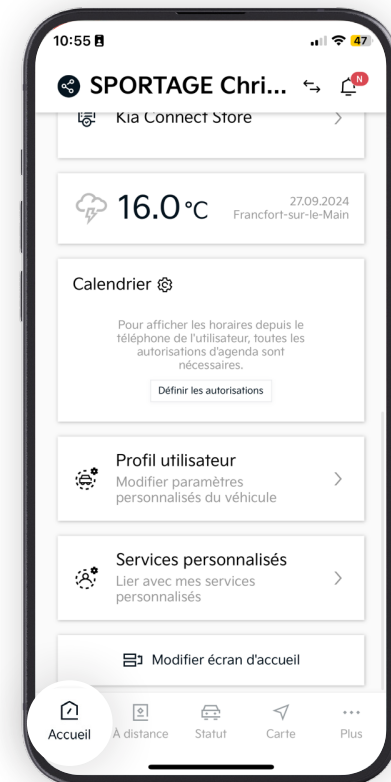 10:55
47
SPORTAGE Chri...
N
Kia Connect Store
16.0 °C
27.09.2024
Francfort-sur-le-Main
Calendrier
Pour afficher les horaires depuis le
téléphone de l'utilisateur, toutes les
autorisations d'agenda sont
nécessaires.
Définir les autorisations
Profil utilisateur
Modifier paramètres
personnalisés du véhicule
Services personnalisés
Lier avec mes services
personnalisés
Modifier écran d'accueil
Accueil
À distance
Statut
Carte
Plus